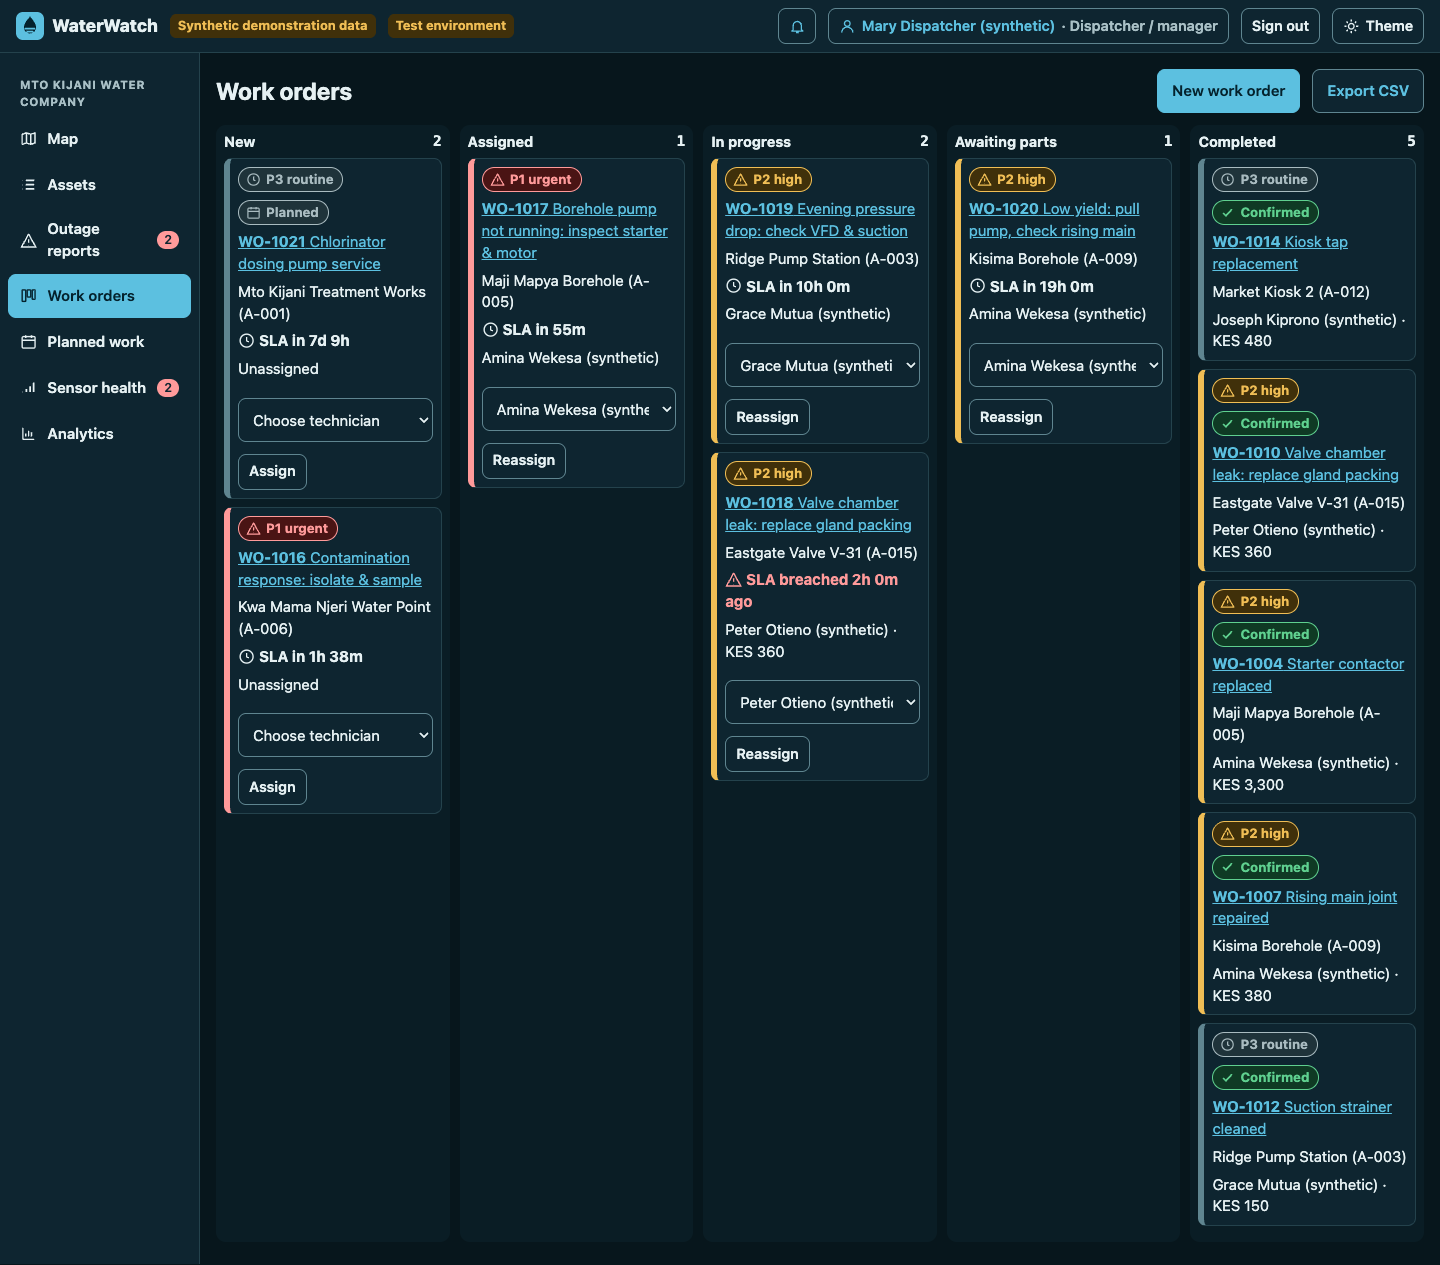 WaterWatch
Synthetic demonstration data
Test environment
Mary Dispatcher (synthetic) · Dispatcher / manager
Sign out
Theme
MTO KIJANI WATER
COMPANY
Map
Assets
Outage
reports
2
Work orders
Planned work
Sensor health
2
Analytics
Work orders
New work order
Export CSV
New
2
P3 routine
Planned
WO-1021 Chlorinator
dosing pump service
Mto Kijani Treatment Works
(A-001)
SLA in 7d 9h
Unassigned
Choose technician
Assign
P1 urgent
WO-1016 Contamination
response: isolate & sample
Kwa Mama Njeri Water Point
(A-006)
SLA in 1h 38m
Unassigned
Choose technician
Assign
Assigned
1
P1 urgent
WO-1017 Borehole pump
not running: inspect starter
& motor
Maji Mapya Borehole (A-
005)
SLA in 55m
Amina Wekesa (synthetic)
Amina Wekesa (synthe
Reassign
In progress
2
P2 high
WO-1019 Evening pressure
drop: check VFD & suction
Ridge Pump Station (A-003)
SLA in 10h 0m
Grace Mutua (synthetic)
Grace Mutua (syntheti
Reassign
P2 high
WO-1018 Valve chamber
leak: replace gland packing
Eastgate Valve V-31 (A-015)
SLA breached 2h 0m
ago
Peter Otieno (synthetic) ·
KES 360
Peter Otieno (syntheti
Reassign
Awaiting parts
1
P2 high
WO-1020 Low yield: pull
pump, check rising main
Kisima Borehole (A-009)
SLA in 19h 0m
Amina Wekesa (synthetic)
Amina Wekesa (synthe
Reassign
Completed
5
P3 routine
Confirmed
WO-1014 Kiosk tap
replacement
Market Kiosk 2 (A-012)
Joseph Kiprono (synthetic) ·
KES 480
P2 high
Confirmed
WO-1010 Valve chamber
leak: replace gland packing
Eastgate Valve V-31 (A-015)
Peter Otieno (synthetic) ·
KES 360
P2 high
Confirmed
WO-1004 Starter contactor
replaced
Maji Mapya Borehole (A-
005)
Amina Wekesa (synthetic) ·
KES 3,300
P2 high
Confirmed
WO-1007 Rising main joint
repaired
Kisima Borehole (A-009)
Amina Wekesa (synthetic) ·
KES 380
P3 routine
Confirmed
WO-1012 Suction strainer
cleaned
Ridge Pump Station (A-003)
Grace Mutua (synthetic) ·
KES 150